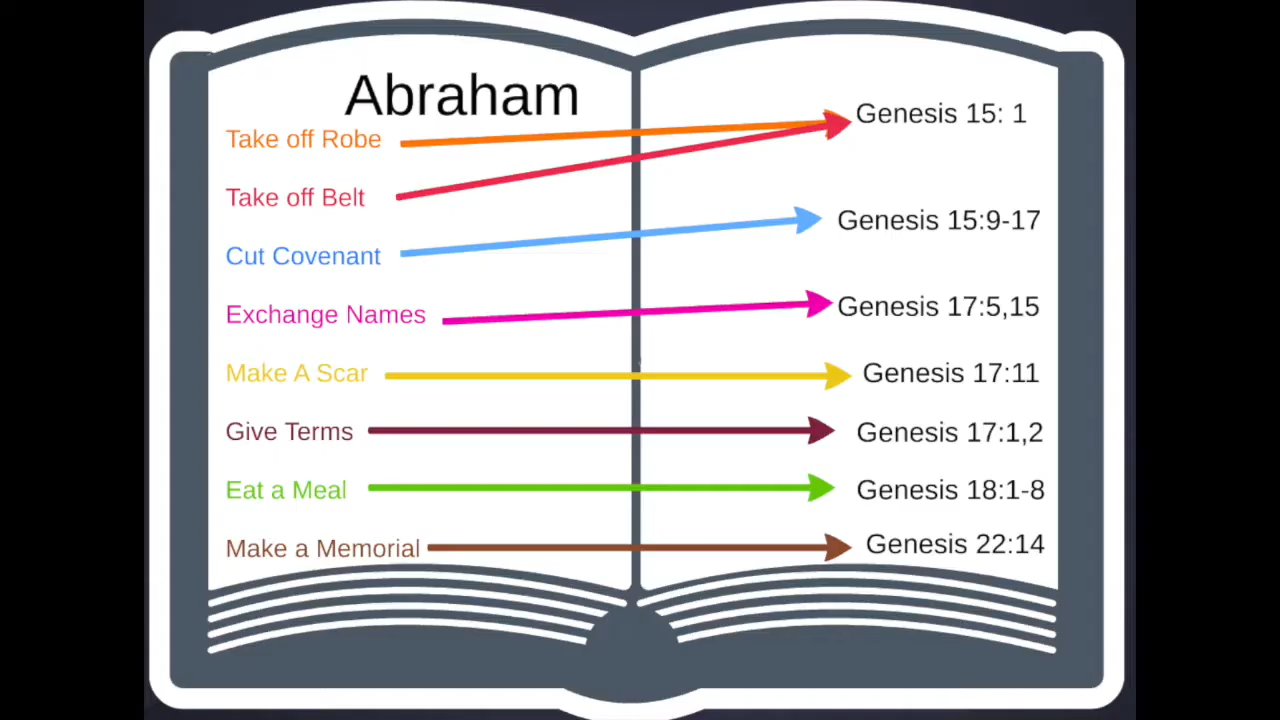 Abraham
Take off Robe
Genesis 15: 1
Take off Belt
Cut Covenant
Genesis 15:9-17
Exchange Names
Genesis 17:5,15
Make A Scar
Genesis 17:11
Give Terms
Genesis 17:1,2
Eat a Meal
Genesis 18:1-8
Make a Memorial
Genesis 22:14